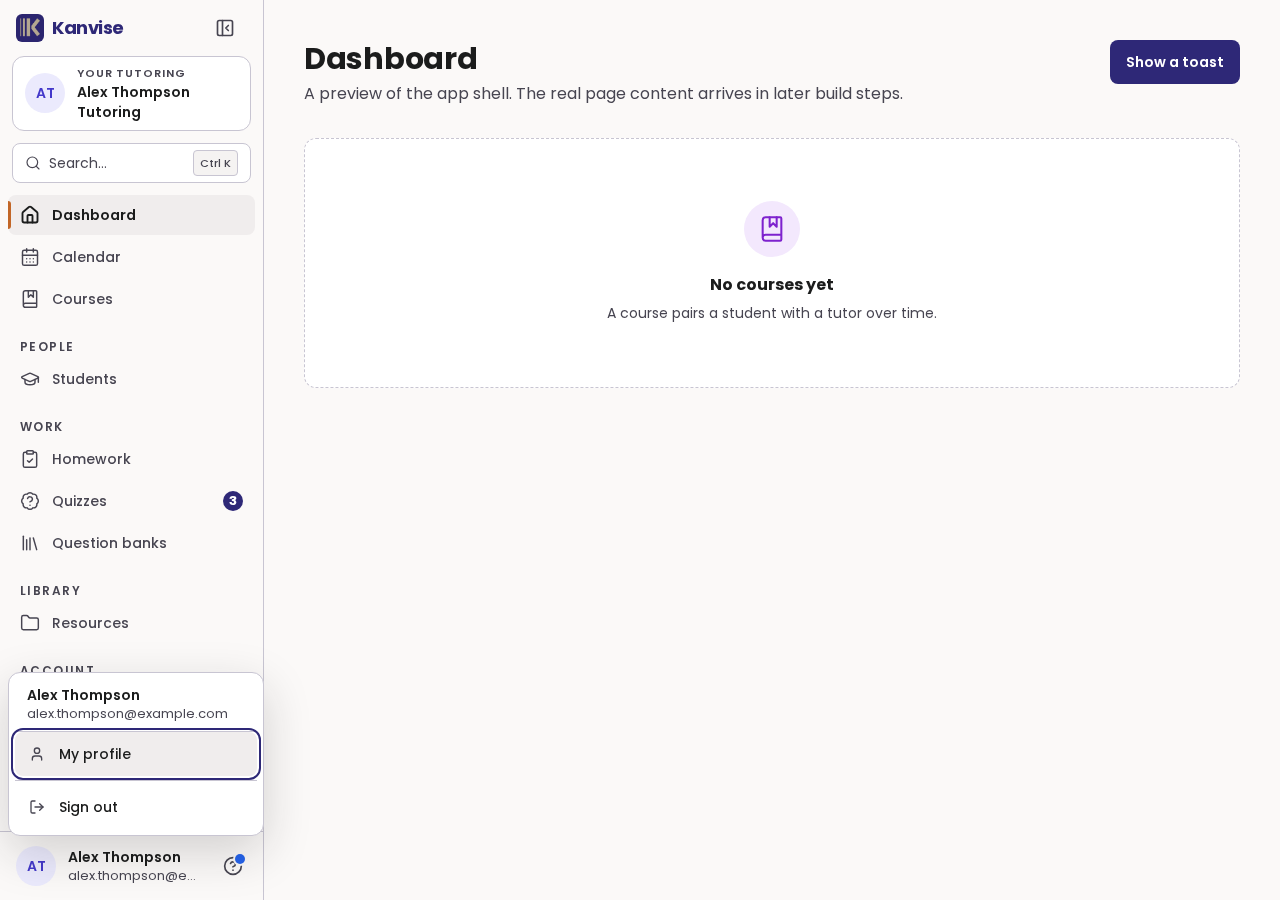 Kanvise
YOUR TUTORING
Alex Thompson
Tutoring
Search...
Ctrl K
Dashboard
Calendar
Courses
PEOPLE
Students
WORK
Homework
Quizzes
3
Question banks
LIBRARY
Resources
ACCOUNT
Alex Thompson
alex.thompson@example.com
My profile
Sign out
AT
Alex Thompson
alex.thompson@e...
AT
Dashboard
A preview of the app shell. The real page content arrives in later build steps.
Show a toast
No courses yet
A course pairs a student with a tutor over time.